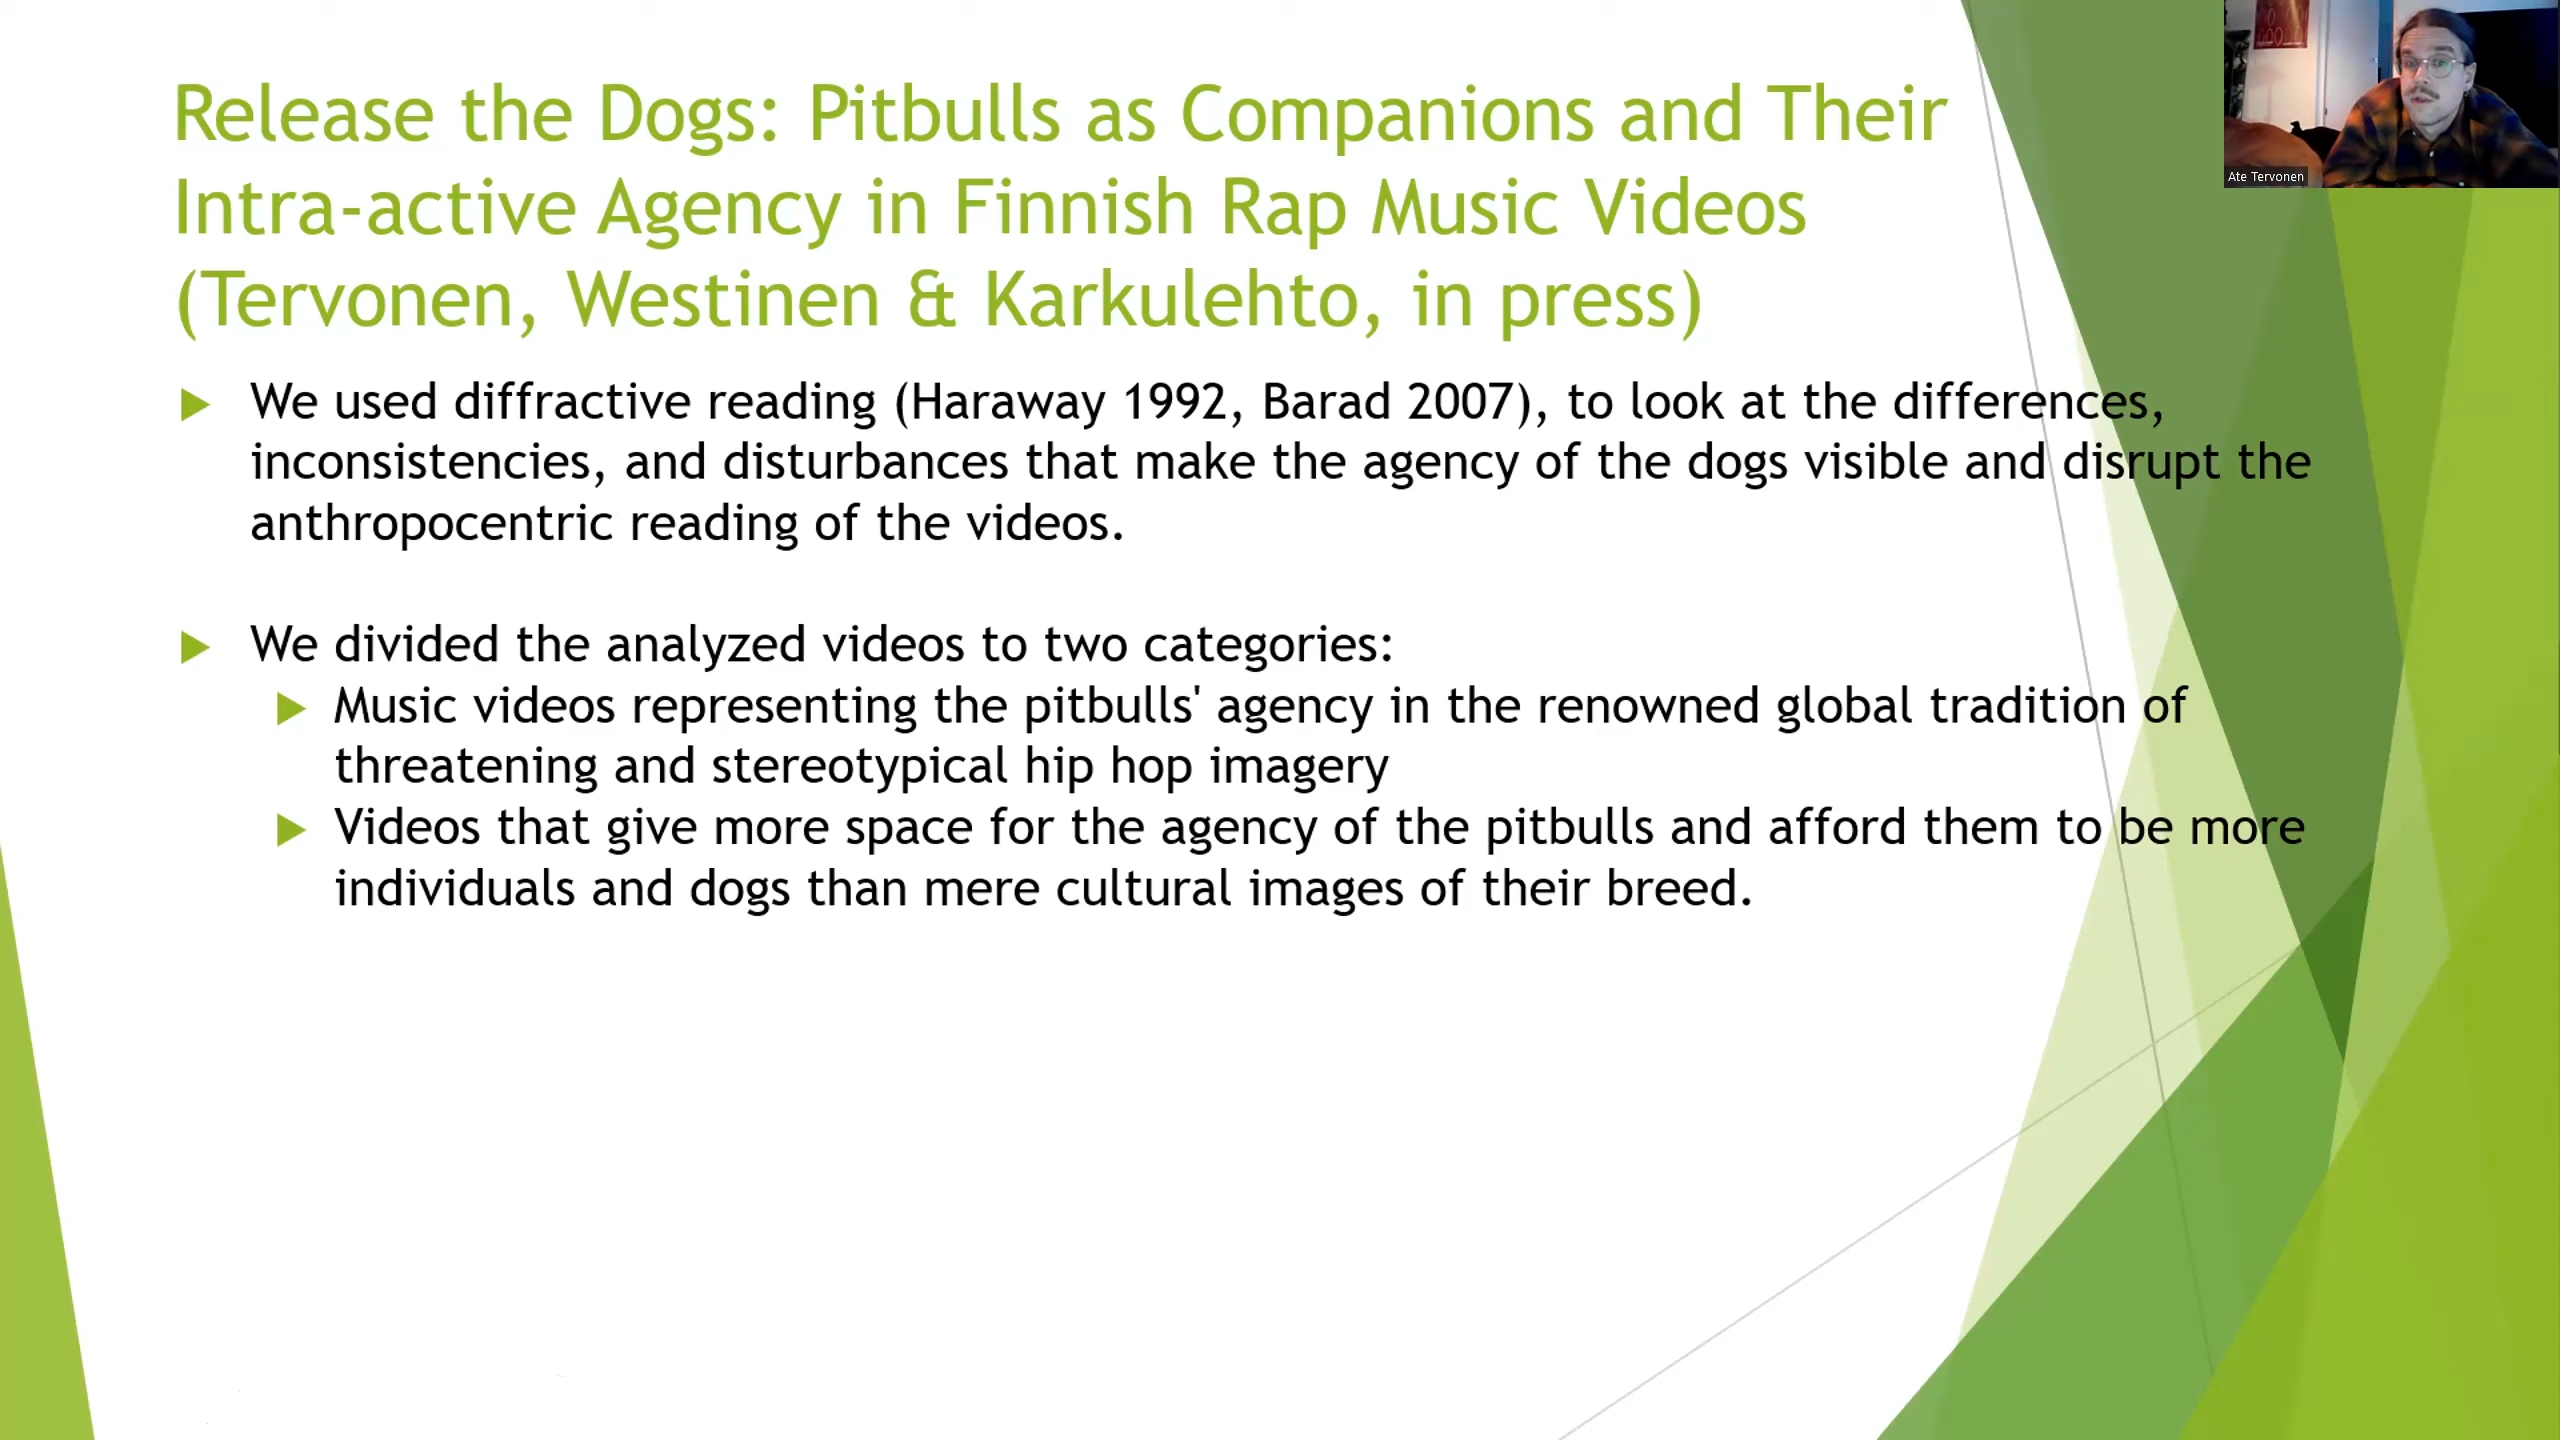 Release the Dogs: Pitbulls as Companions and Their
Intra-active Agency in Finnish Rap Music Videos
(Tervonen, Westinen & Karkulehto, in press)
We used diffractive reading (Haraway 1992, Barad 2007), to look at the differences,
inconsistencies, and disturbances that make the agency of the dogs visible and disrupt the
anthropocentric reading of the videos.
We divided the analyzed videos to two categories:
Music videos representing the pitbulls' agency in the renowned global tradition of
threatening and stereotypical hip hop imagery
Videos that give more space for the agency of the pitbulls and afford them to be more
individuals and dogs than mere cultural images of their breed.
Ate Tervonen